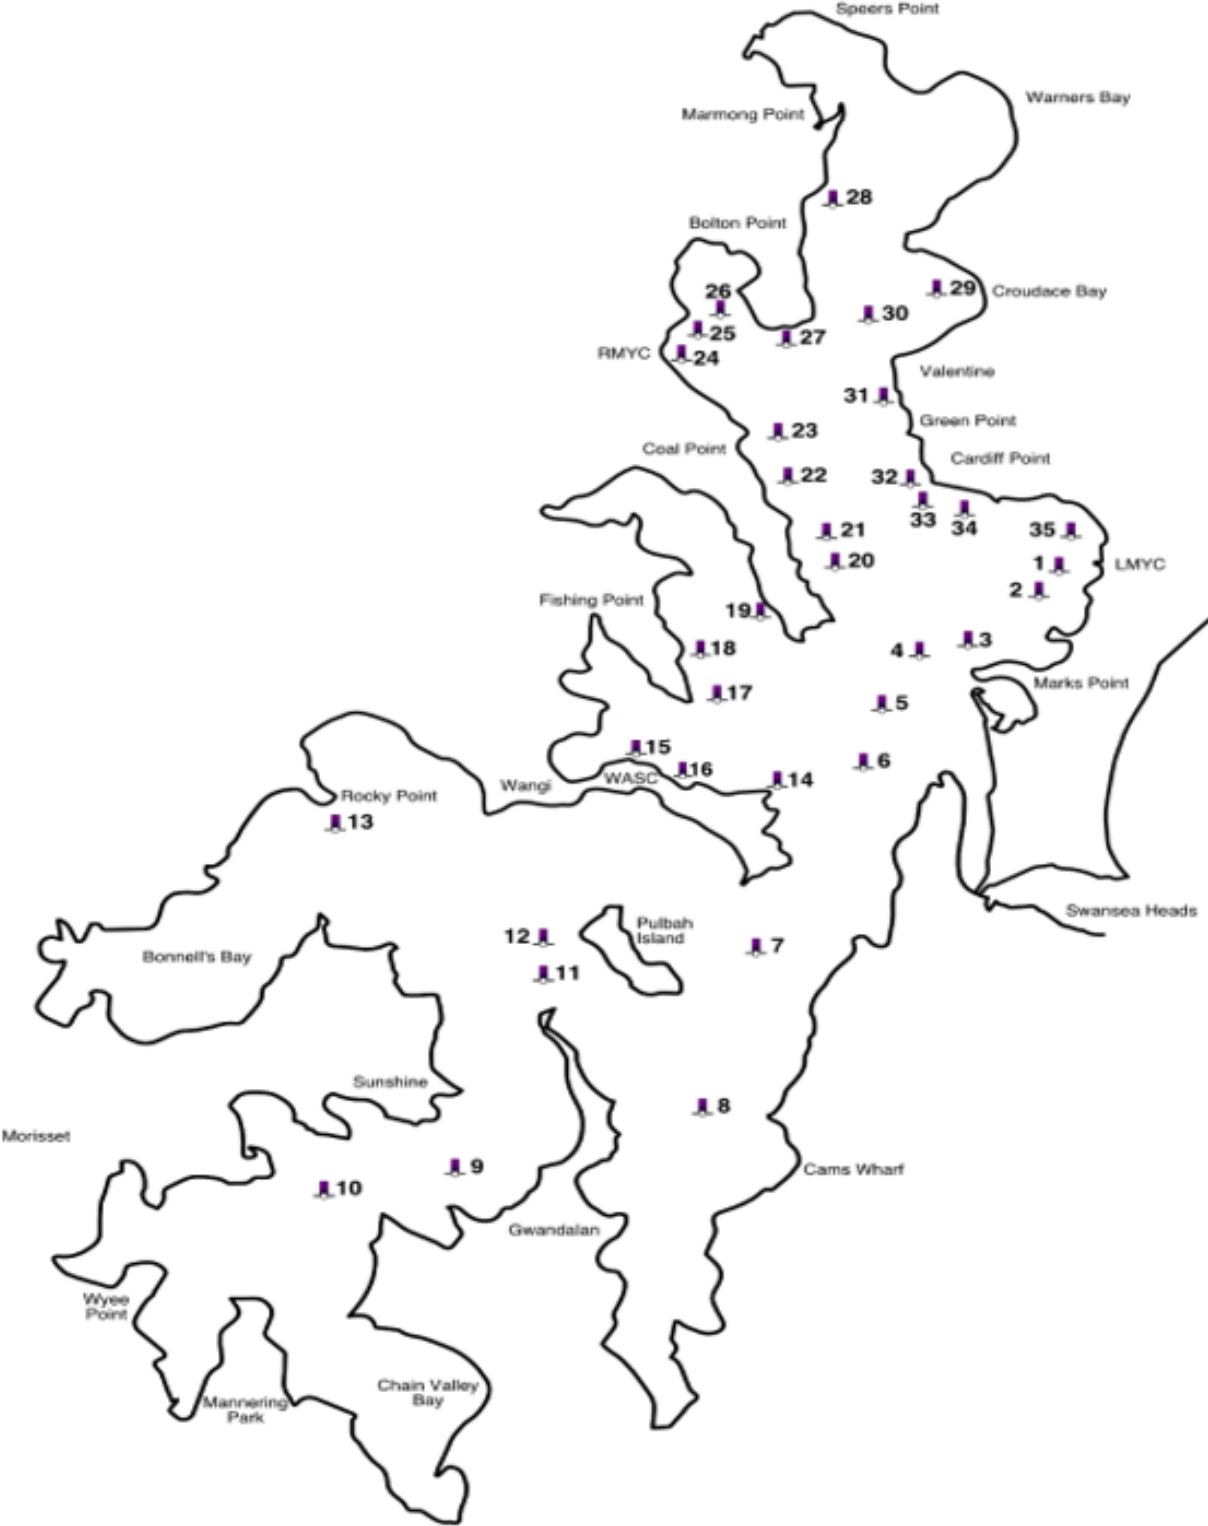 Speers Point
Warners Bay
Marmong Point
28
Bolton Point
29
Croudace Bay
26
30
25
27
RMYC
24
Valentine
31
Green Point
23
Coal Point
Cardiff Point
22
32
33
34
21
35
20
1
LMYC
2
Fishing Point
19
3
18
4
Marks Point
17
5
15
6
16
WASC
14
Wangi
Rocky Point
13
Swansea Heads
Pulbah
Island
12
7
Bonnell's Bay
11
Sunshine
8
Morisset
9
Cams Wharf
10
Gwandalan
Wyee
Point
Chain Valley
Bay
Mannering
Park